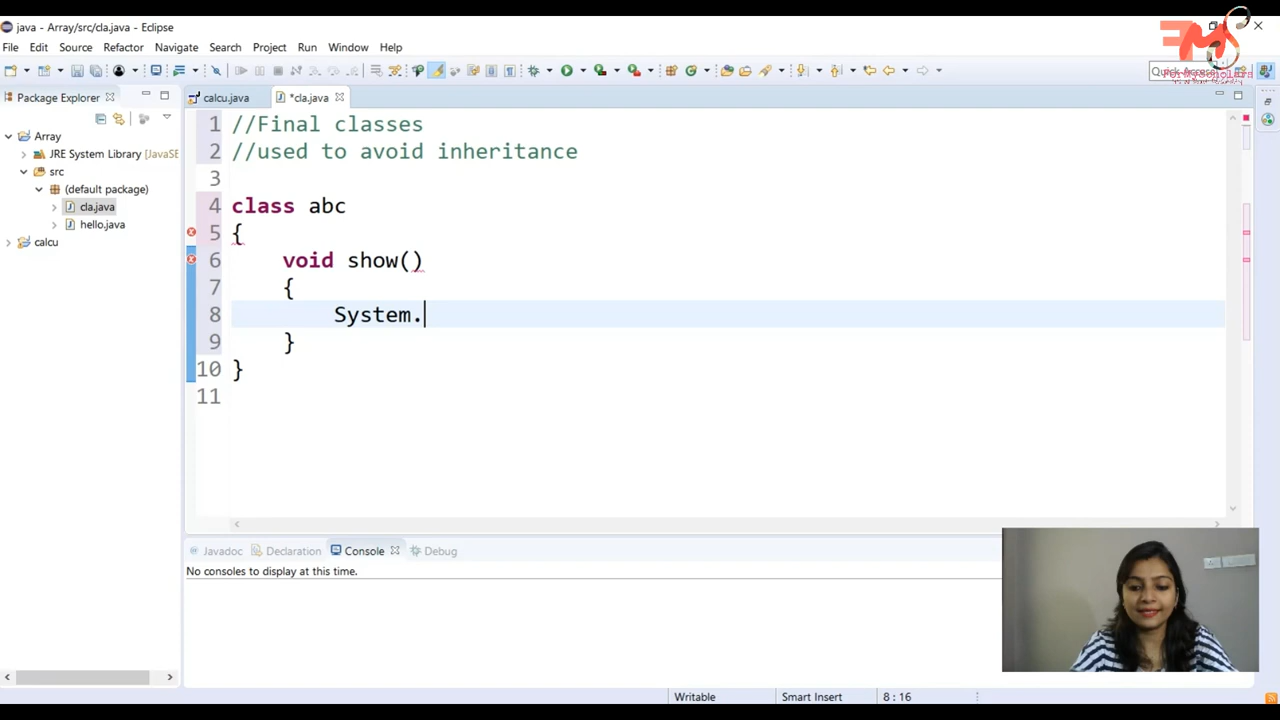 java - Array/src/cla.java - Eclipse
File Edit Source Refactor Navigate Search Project Run Window Help
Quick Access
Package Explorer
calcu.java
*cla.java
Array
JRE System Library [JavaSE
src
(default package)
cla.java
hello.java
calcu
1 //Final classes
2 //used to avoid inheritance
3
4 class abc
5 {
6 void show()
7 {
8 System.
9 }
10 }
11
Javadoc Declaration Console Debug
No consoles to display at this time.
Writable Smart Insert 8 : 16